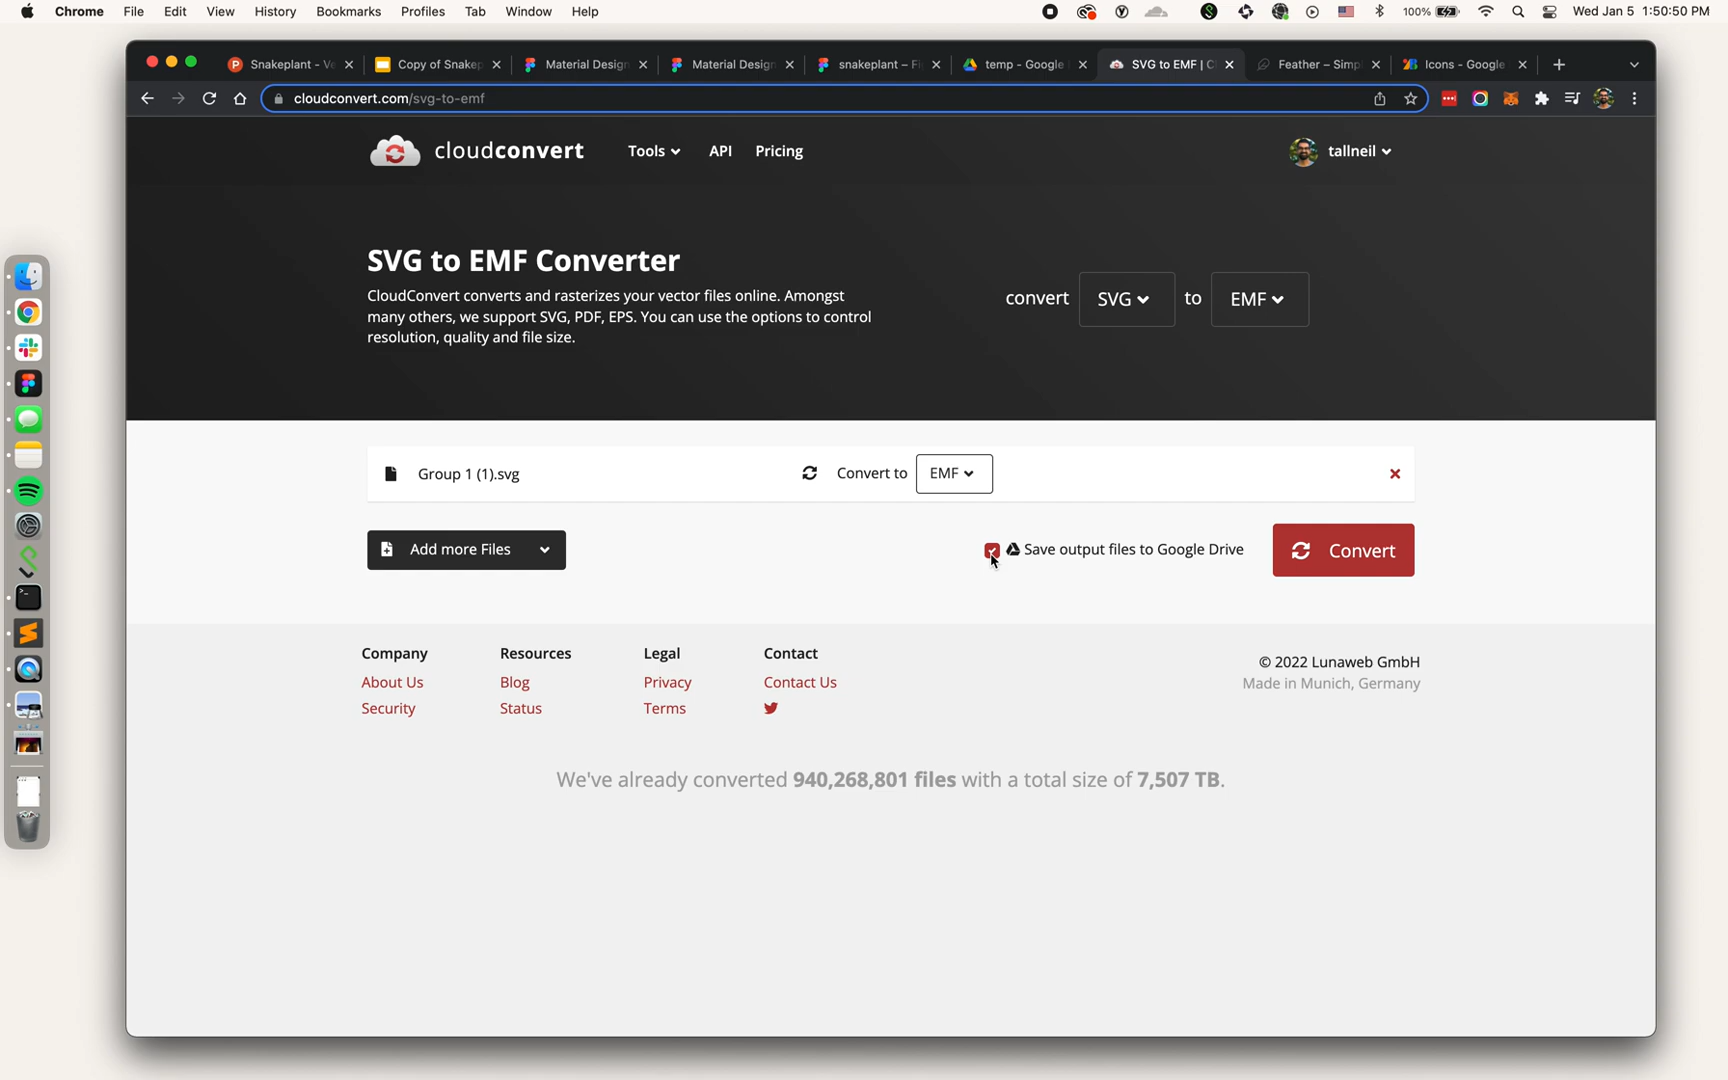 Chrome File Edit View History Bookmarks Profiles Tab Window Help
100% Wed Jan 5 1:50:50 PM
Snakeplant - Ve
Copy of Snakep
Material Design
Material Design
snakeplant – Fi
temp - Google
SVG to EMF | C
Feather – Simp
Icons - Google
cloudconvert.com/svg-to-emf
cloudconvert Tools API Pricing tallneil
SVG to EMF Converter
CloudConvert converts and rasterizes your vector files online. Amongst
many others, we support SVG, PDF, EPS. You can use the options to control
resolution, quality and file size.
convert SVG to EMF
Group 1 (1).svg Convert to EMF
Add more Files Save output files to Google Drive Convert
Company Resources Legal Contact
About Us Blog Privacy Contact Us
Security Status Terms
© 2022 Lunaweb GmbH
Made in Munich, Germany
We've already converted 940,268,801 files with a total size of 7,507 TB.